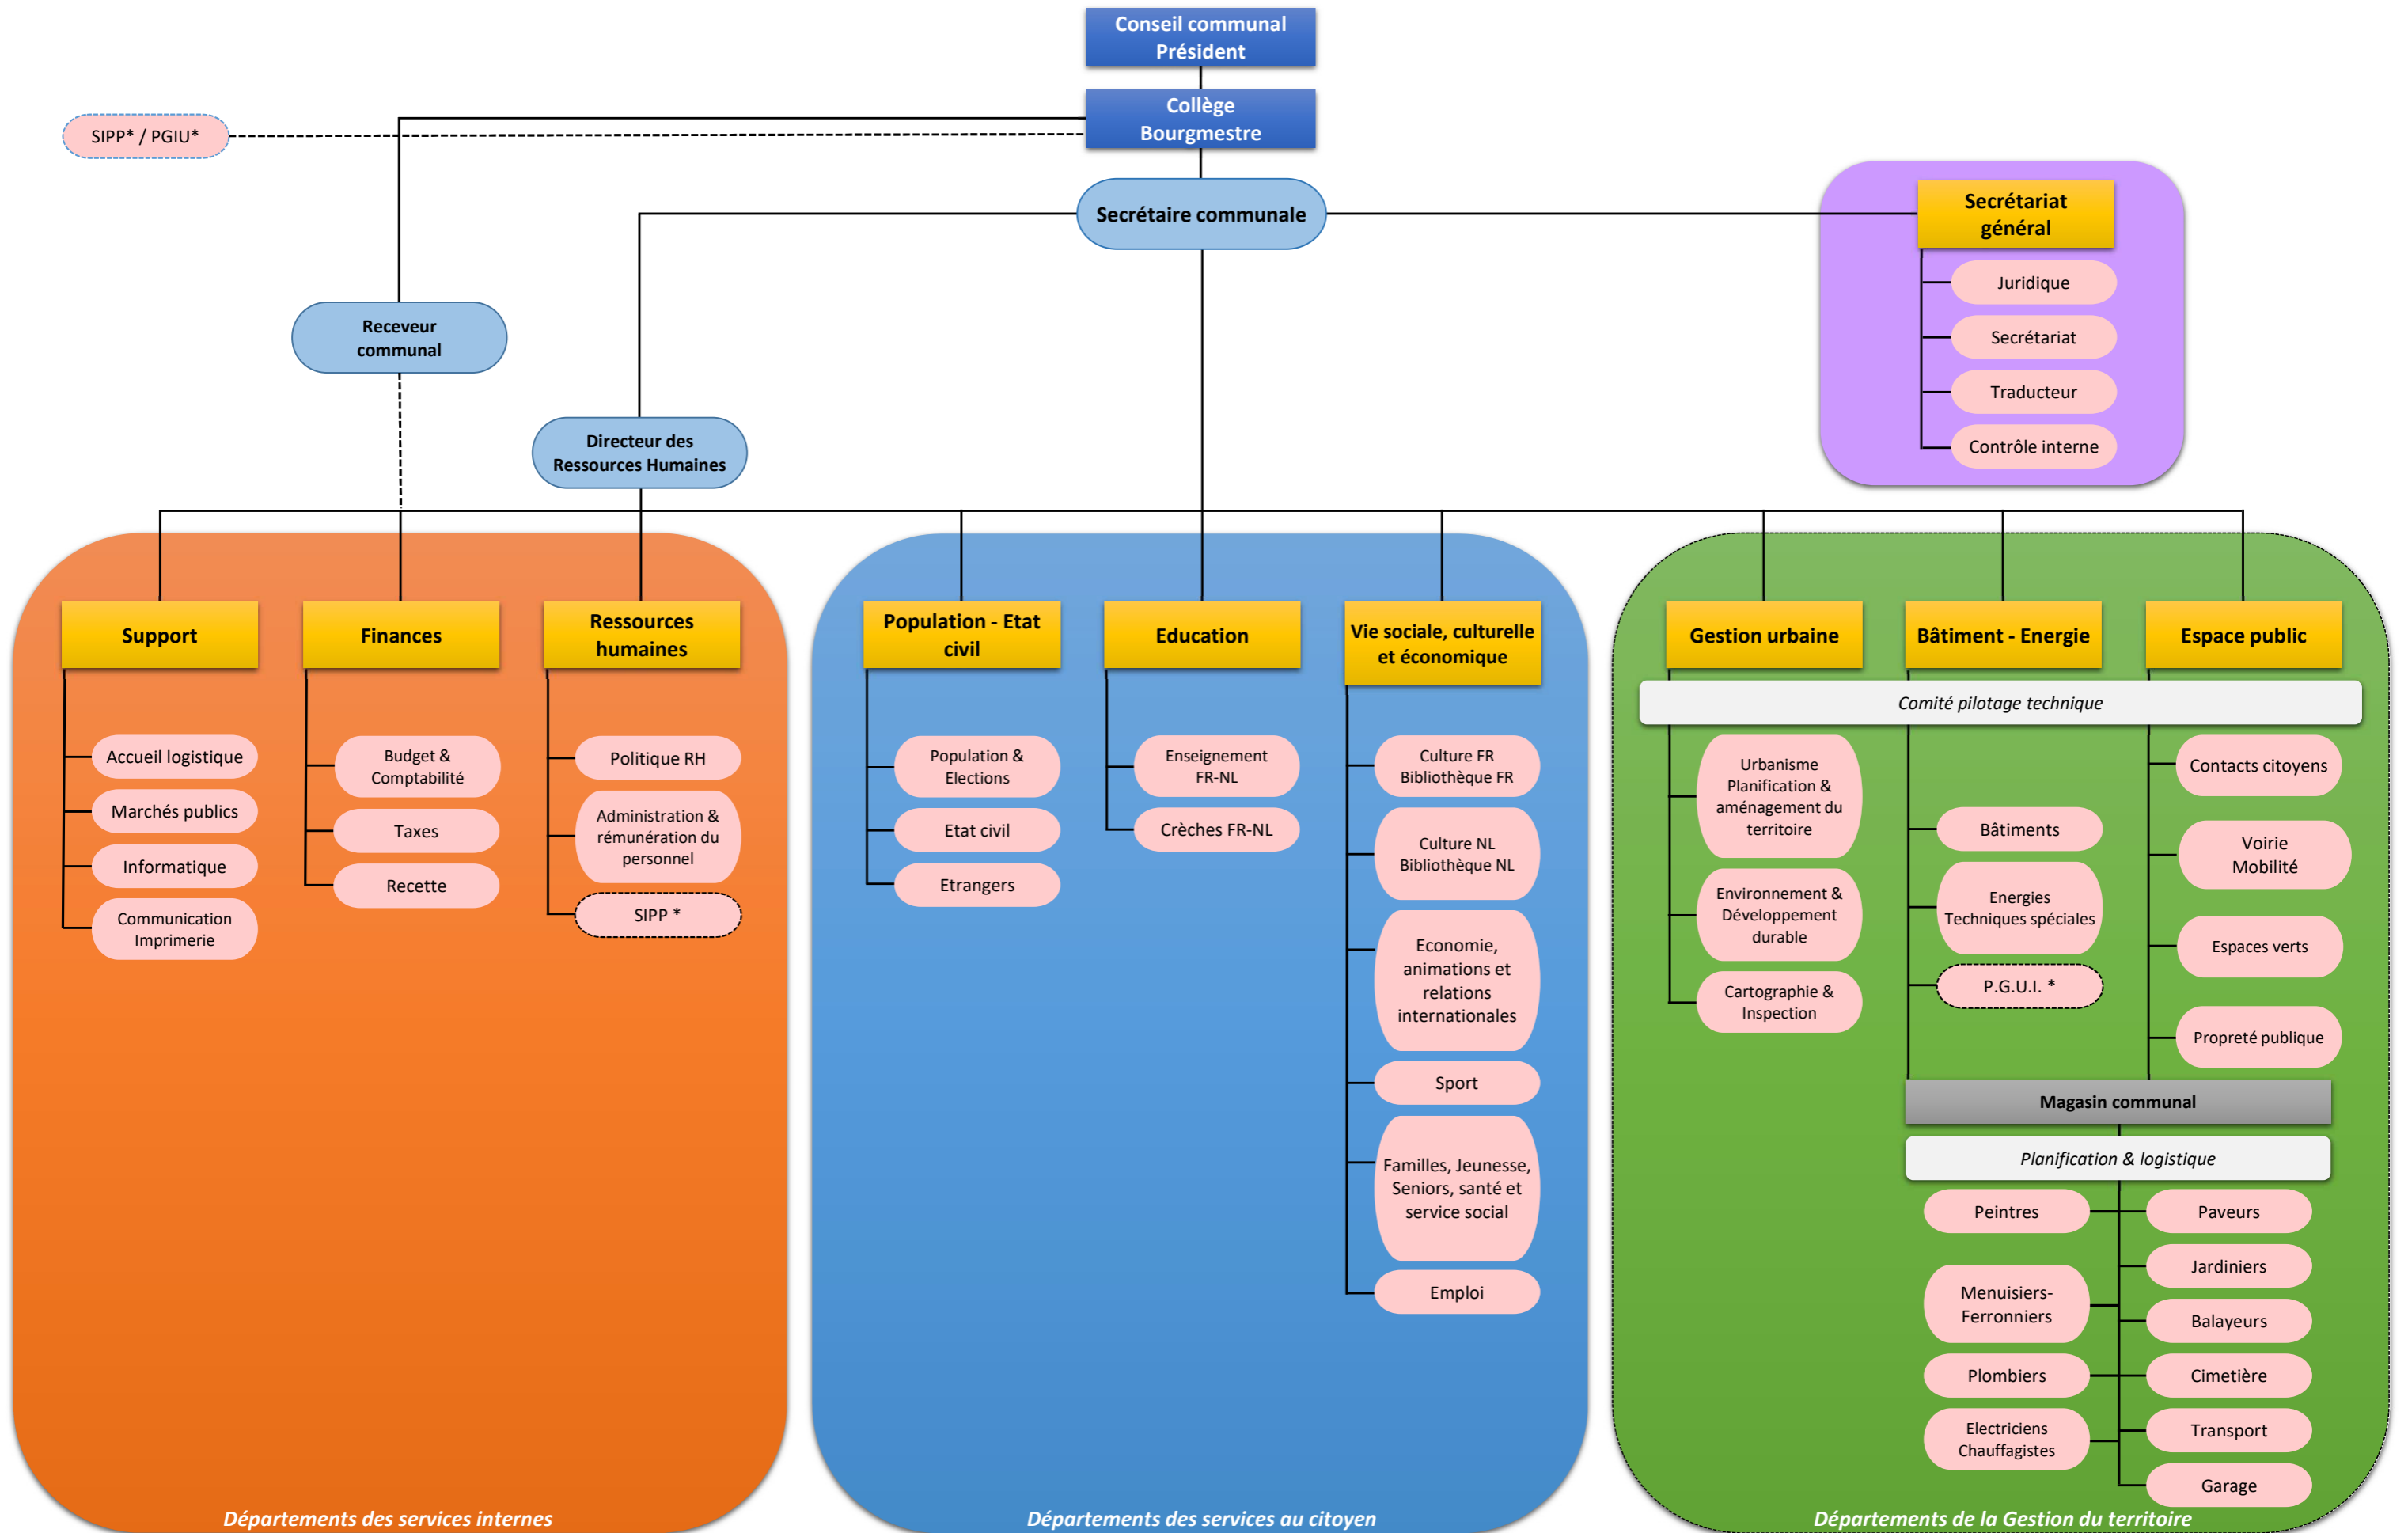 Conseil communal
Président
Collège
Bourgmestre
SIPP* / PGIU*
Secrétaire communale
Secrétariat
général
Juridique
Secrétariat
Traducteur
Contrôle interne
Receveur
communal
Directeur des
Ressources Humaines
Support
Accueil logistique
Marchés publics
Informatique
Communication
Imprimerie
Finances
Budget &
Comptabilité
Taxes
Recette
Ressources
humaines
Politique RH
Administration &
rémunération du
personnel
SIPP *
Départements des services internes
Population - Etat
civil
Population &
Elections
Etat civil
Etrangers
Education
Enseignement
FR-NL
Crèches FR-NL
Vie sociale, culturelle
et économique
Culture FR
Bibliothèque FR
Culture NL
Bibliothèque NL
Economie,
animations et
relations
internationales
Sport
Familles, Jeunesse,
Seniors, santé et
service social
Emploi
Départements des services au citoyen
Gestion urbaine
Bâtiment - Energie
Espace public
Comité pilotage technique
Urbanisme
Planification &
aménagement du
territoire
Environnement &
Développement
durable
Cartographie &
Inspection
Bâtiments
Energies
Techniques spéciales
P.G.U.I. *
Contacts citoyens
Voirie
Mobilité
Espaces verts
Propreté publique
Magasin communal
Planification & logistique
Peintres
Menuisiers-
Ferronniers
Plombiers
Electriciens
Chauffagistes
Paveurs
Jardiniers
Balayeurs
Cimetière
Transport
Garage
Départements de la Gestion du territoire